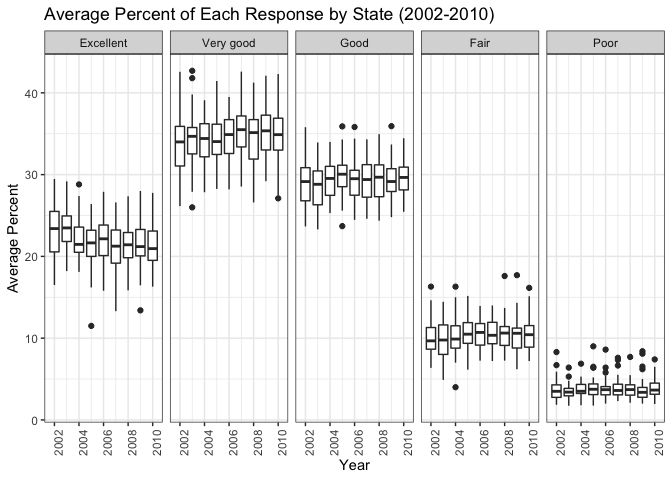 Average Percent of Each Response by State (2002-2010)
Excellent Very good Good Fair Poor
Average Percent
40
30
20
10
0
2002 2004 2006 2008 2010 2002 2004 2006 2008 2010 2002 2004 2006 2008 2010 2002 2004 2006 2008 2010 2002 2004 2006 2008 2010
Year